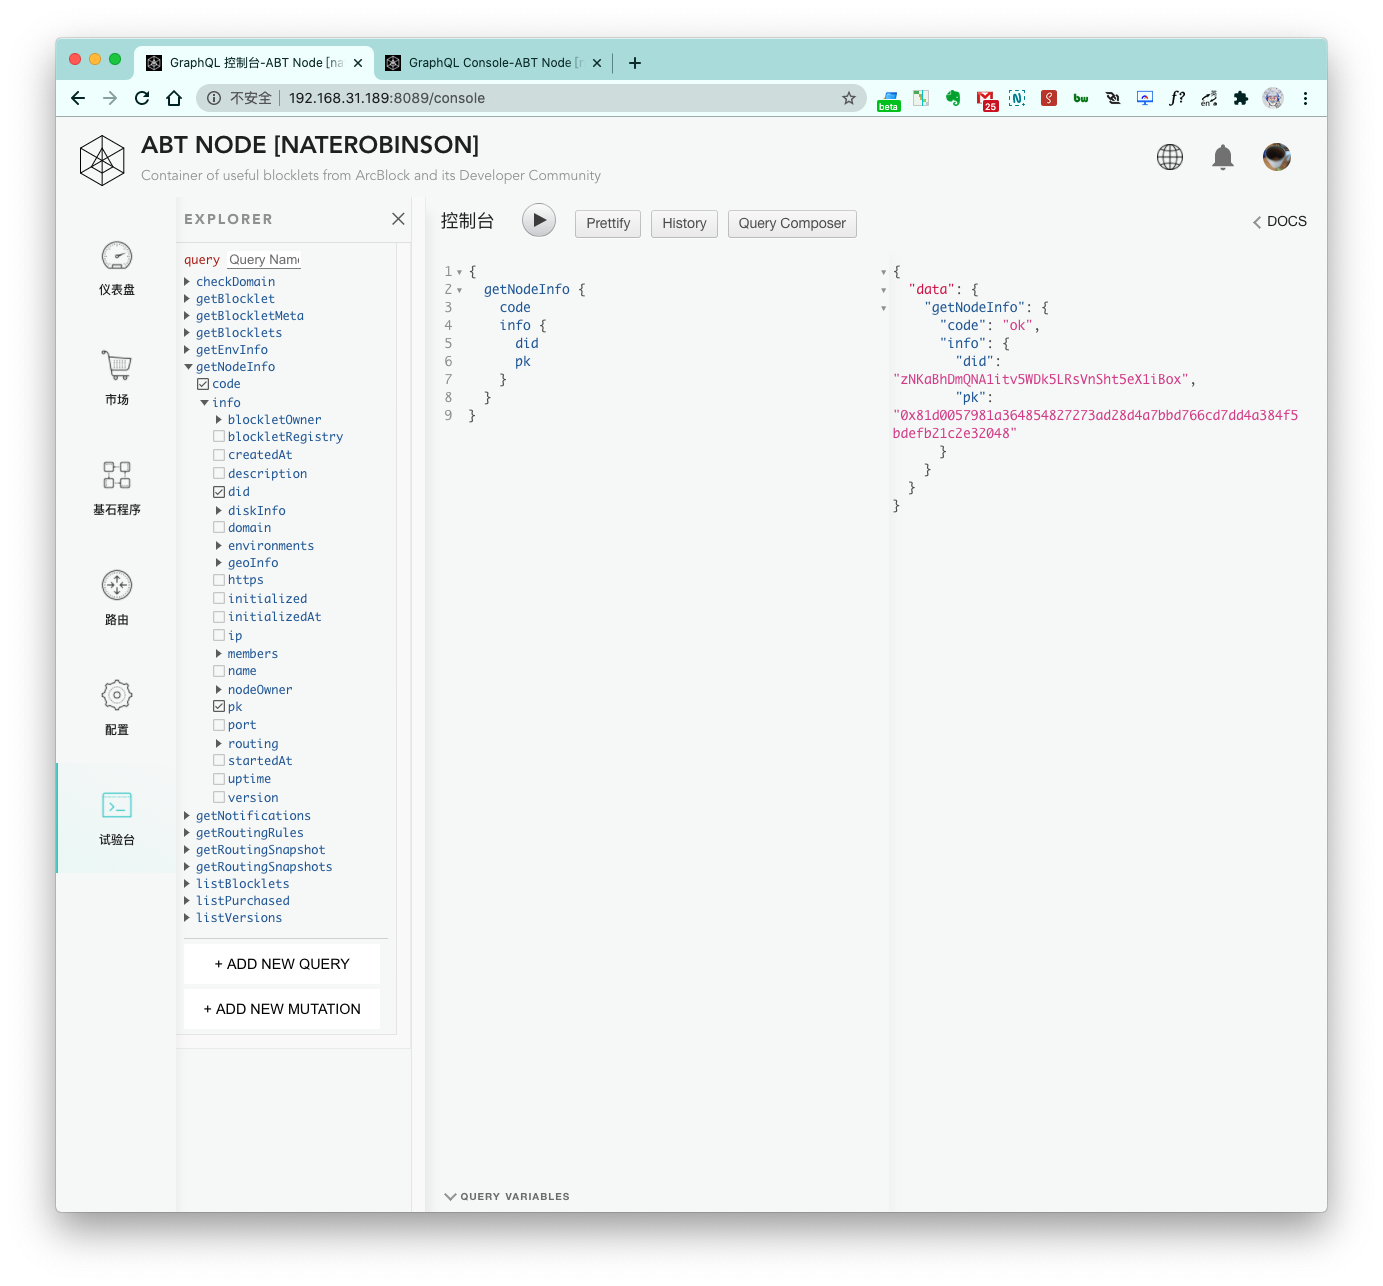 GraphQL 控制台-ABT Node [na
GraphQL Console-ABT Node [n
不安全 192.168.31.189:8089/console
beta
25
N
S
bw
f?
en
ABT NODE [NATEROBINSON]
Container of useful blocklets from ArcBlock and its Developer Community
仪表盘
市场
基石程序
路由
配置
试验台
EXPLORER
query Query Name
checkDomain
getBlocklet
getBlockletMeta
getBlocklets
getEnvInfo
getNodeInfo
code
info
blockletOwner
blockletRegistry
createdAt
description
did
diskInfo
domain
environments
geoInfo
https
initialized
initializedAt
ip
members
name
nodeOwner
pk
port
routing
startedAt
uptime
version
getNotifications
getRoutingRules
getRoutingSnapshot
getRoutingSnapshots
listBlocklets
listPurchased
listVersions
+ ADD NEW QUERY
+ ADD NEW MUTATION
控制台 Prettify History Query Composer
DOCS
1 {
2 getNodeInfo {
3 code
4 info {
5 did
6 pk
7 }
8 }
9 }
{
"data": {
"getNodeInfo": {
"code": "ok",
"info": {
"did":
"zNKaBhDmQNA1itv5WDk5LRsVnSht5eX1iBox",
"pk":
"0x81d0057981a364854827273ad28d4a7bbd766cd7dd4a384f5
bdefb21c2e32048"
}
}
}
}
QUERY VARIABLES